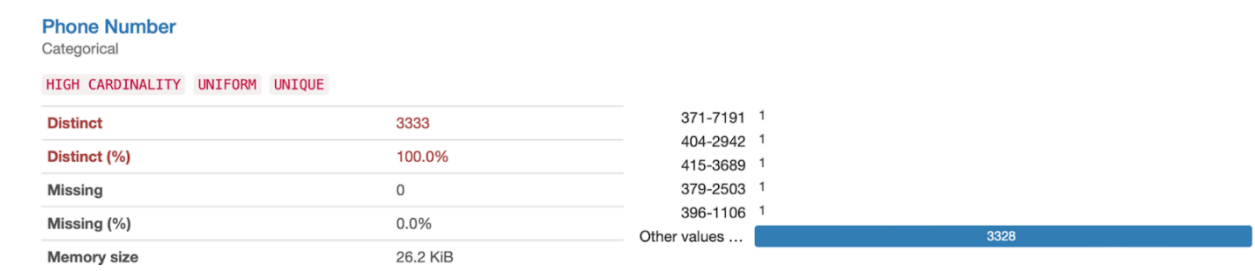 Phone Number
Categorical
HIGH CARDINALITY UNIFORM UNIQUE
Distinct 3333
Distinct (%) 100.0%
Missing 0
Missing (%) 0.0%
Memory size 26.2 KiB
371-7191 1
404-2942 1
415-3689 1
379-2503 1
396-1106 1
Other values ... 3328